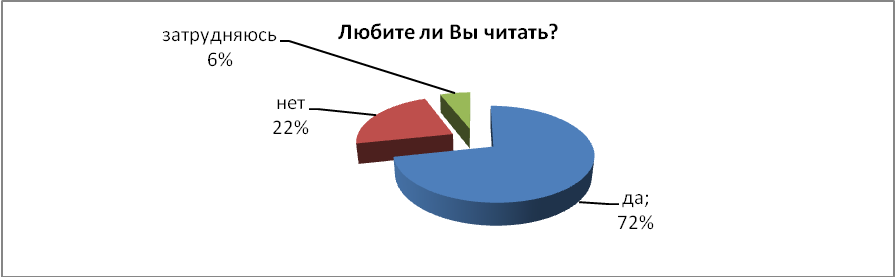 Любите ли Вы читать?
затрудняюсь
6%
нет
22%
да;
72%